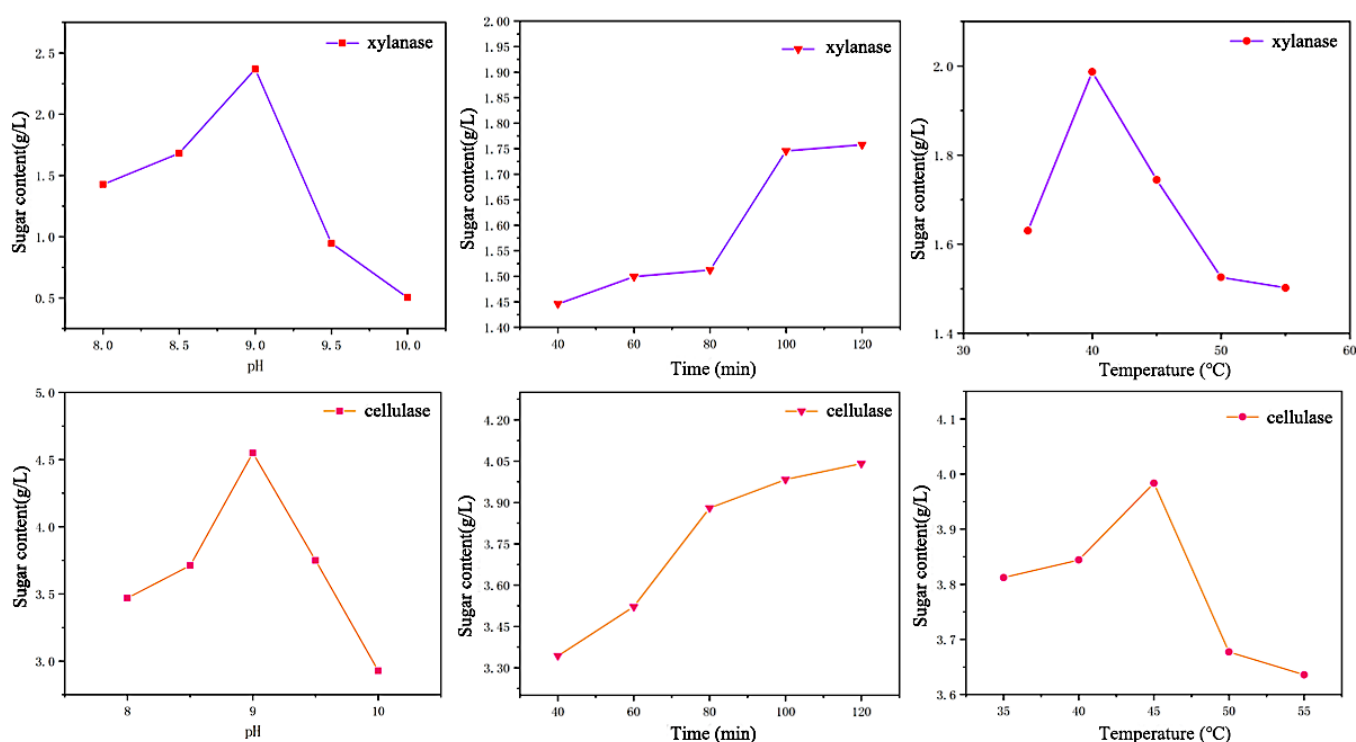 xylanase
Sugar content(g/L)
2.5
2.0
1.5
1.0
0.5
8.0 8.5 9.0 9.5 10.0
pH
xylanase
Sugar content(g/L)
2.00
1.95
1.90
1.85
1.80
1.75
1.70
1.65
1.60
1.55
1.50
1.45
1.40
40 60 80 100 120
Time (min)
xylanase
Sugar content(g/L)
2.0
1.8
1.6
1.4
30 40 50 60
Temperature (°C)
cellulase
Sugar content(g/L)
5.0
4.5
4.0
3.5
3.0
8 9 10
pH
cellulase
Sugar content(g/L)
4.20
4.05
3.90
3.75
3.60
3.45
3.30
40 60 80 100 120
Time (min)
cellulase
Sugar content(g/L)
4.1
4.0
3.9
3.8
3.7
3.6
35 40 45 50 55
Temperature (°C)